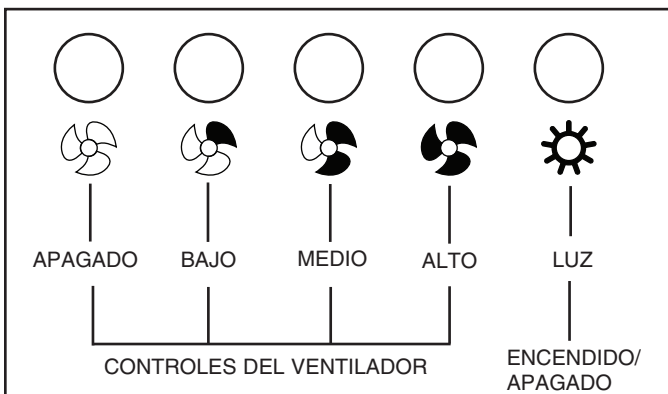 APAGADO BAJO MEDIO ALTO LUZ
CONTROLES DEL VENTILADOR
ENCENDIDO/
APAGADO